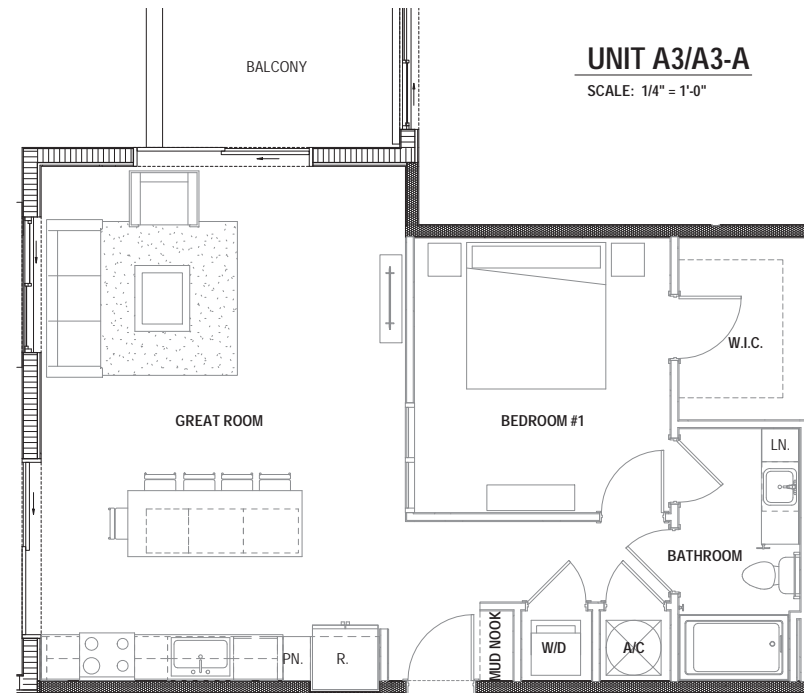 BALCONY
UNIT A3/A3-A
SCALE: 1/4" = 1'-0"
W.I.C.
GREAT ROOM
BEDROOM #1
LN.
BATHROOM
MUD NOOK
W/D
A/C
PN.
R.